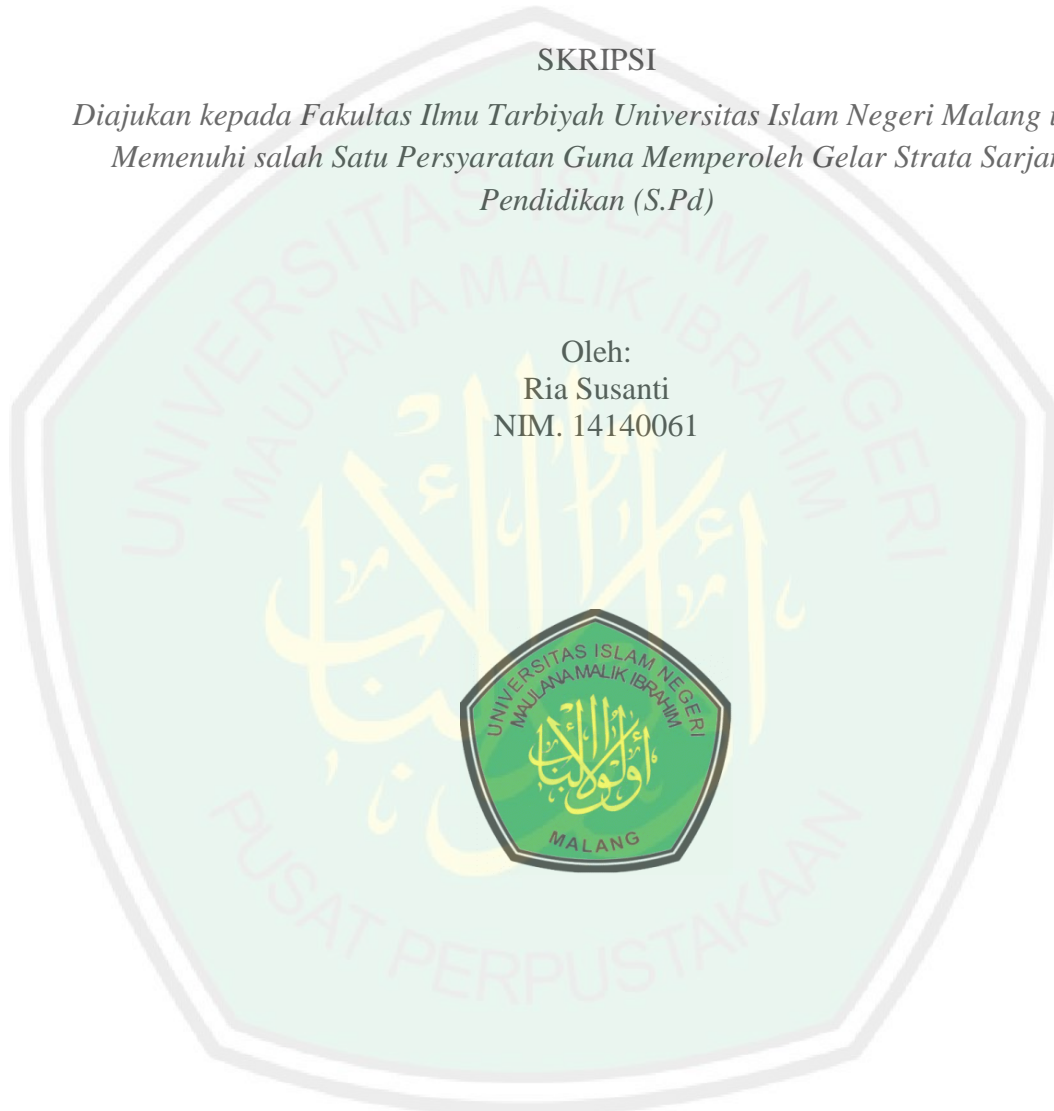 SKRIPSI
Diajukan kepada Fakultas Ilmu Tarbiyah Universitas Islam Negeri Malang
Memenuhi salah Satu Persyaratan Guna Memperoleh Gelar Strata
Pendidikan (S.Pd)
Oleh:
Ria Susanti
NIM. 14140061
UNIVERSITAS ISLAM NEGERI
MAULANA MALIK IBRAHIM
PUSAT PERPUSTAKAAN
UNIVERSITAS ISLAM NEGERI
MAULANA MALIK IBRAHIM
MALANG